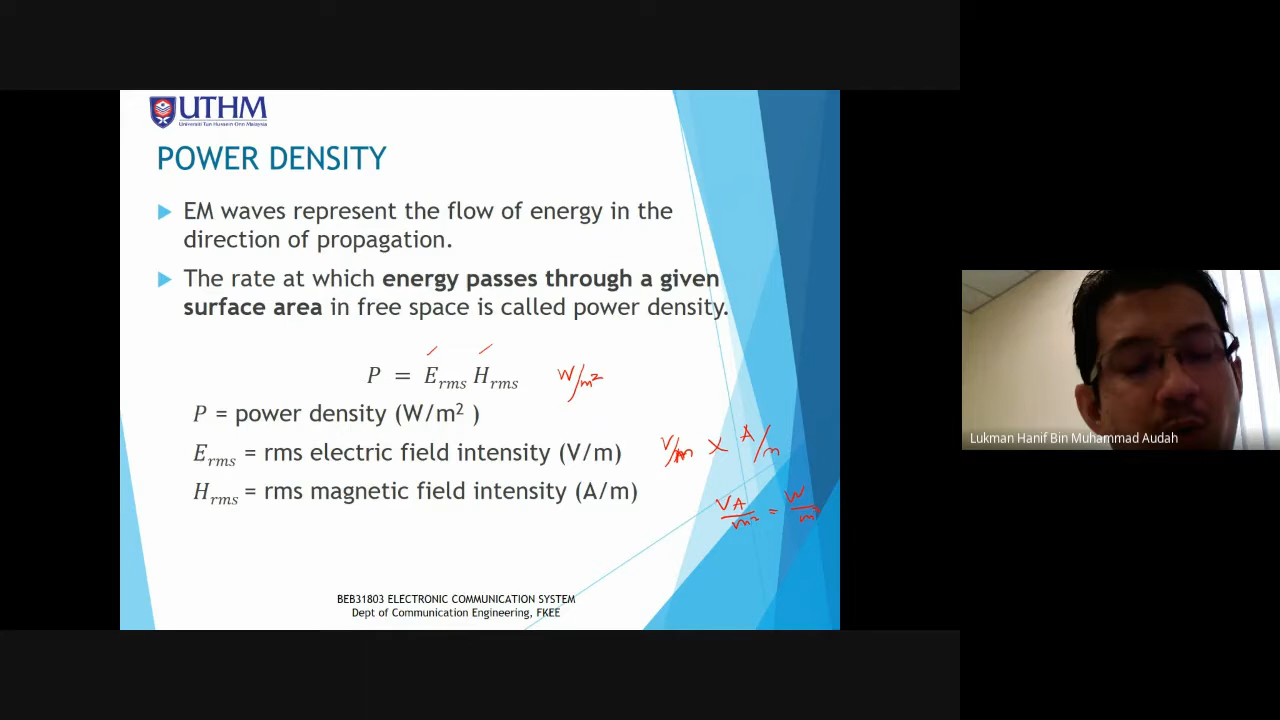 UTHM
Universiti Tun Hussein Onn Malaysia
POWER DENSITY
EM waves represent the flow of energy in the
direction of propagation.
The rate at which energy passes through a given
surface area in free space is called power density.
P = E_rms H_rms W/m²
P = power density (W/m² )
E_rms = rms electric field intensity (V/m)
V/m × A/m
H_rms = rms magnetic field intensity (A/m)
VA/m² = W/m²
BEB31803 ELECTRONIC COMMUNICATION SYSTEM
Dept of Communication Engineering, FKEE
Lukman Hanif Bin Muhammad Audah